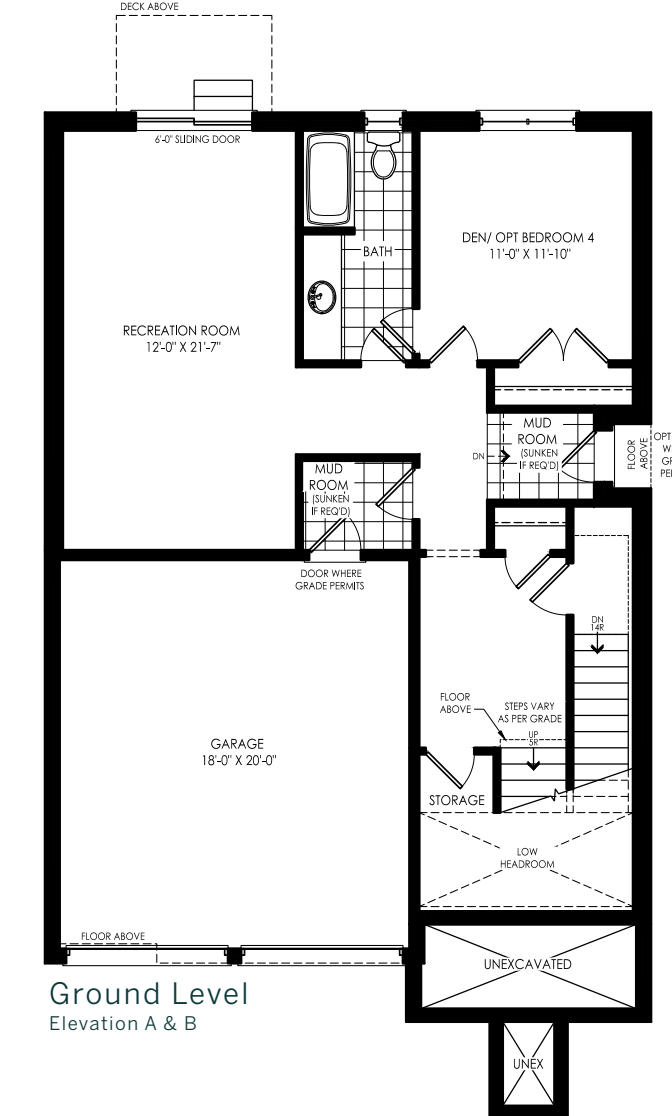 DECK ABOVE
6'-0" SLIDING DOOR
BATH
DEN/ OPT BEDROOM 4
11'-0" X 11'-10"
RECREATION ROOM
12'-0" X 21'-7"
MUD
ROOM
(SUNKEN
IF REQ'D)
DN
FLOOR
ABOVE
OPT
W
GR
PER
MUD
ROOM
(SUNKEN
IF REQ'D)
DOOR WHERE
GRADE PERMITS
DN
14R
FLOOR
ABOVE
STEPS VARY
AS PER GRADE
UP
5R
GARAGE
18'-0" X 20'-0"
STORAGE
LOW
HEADROOM
FLOOR ABOVE
UNEXCAVATED
Ground Level
Elevation A & B
UNEX